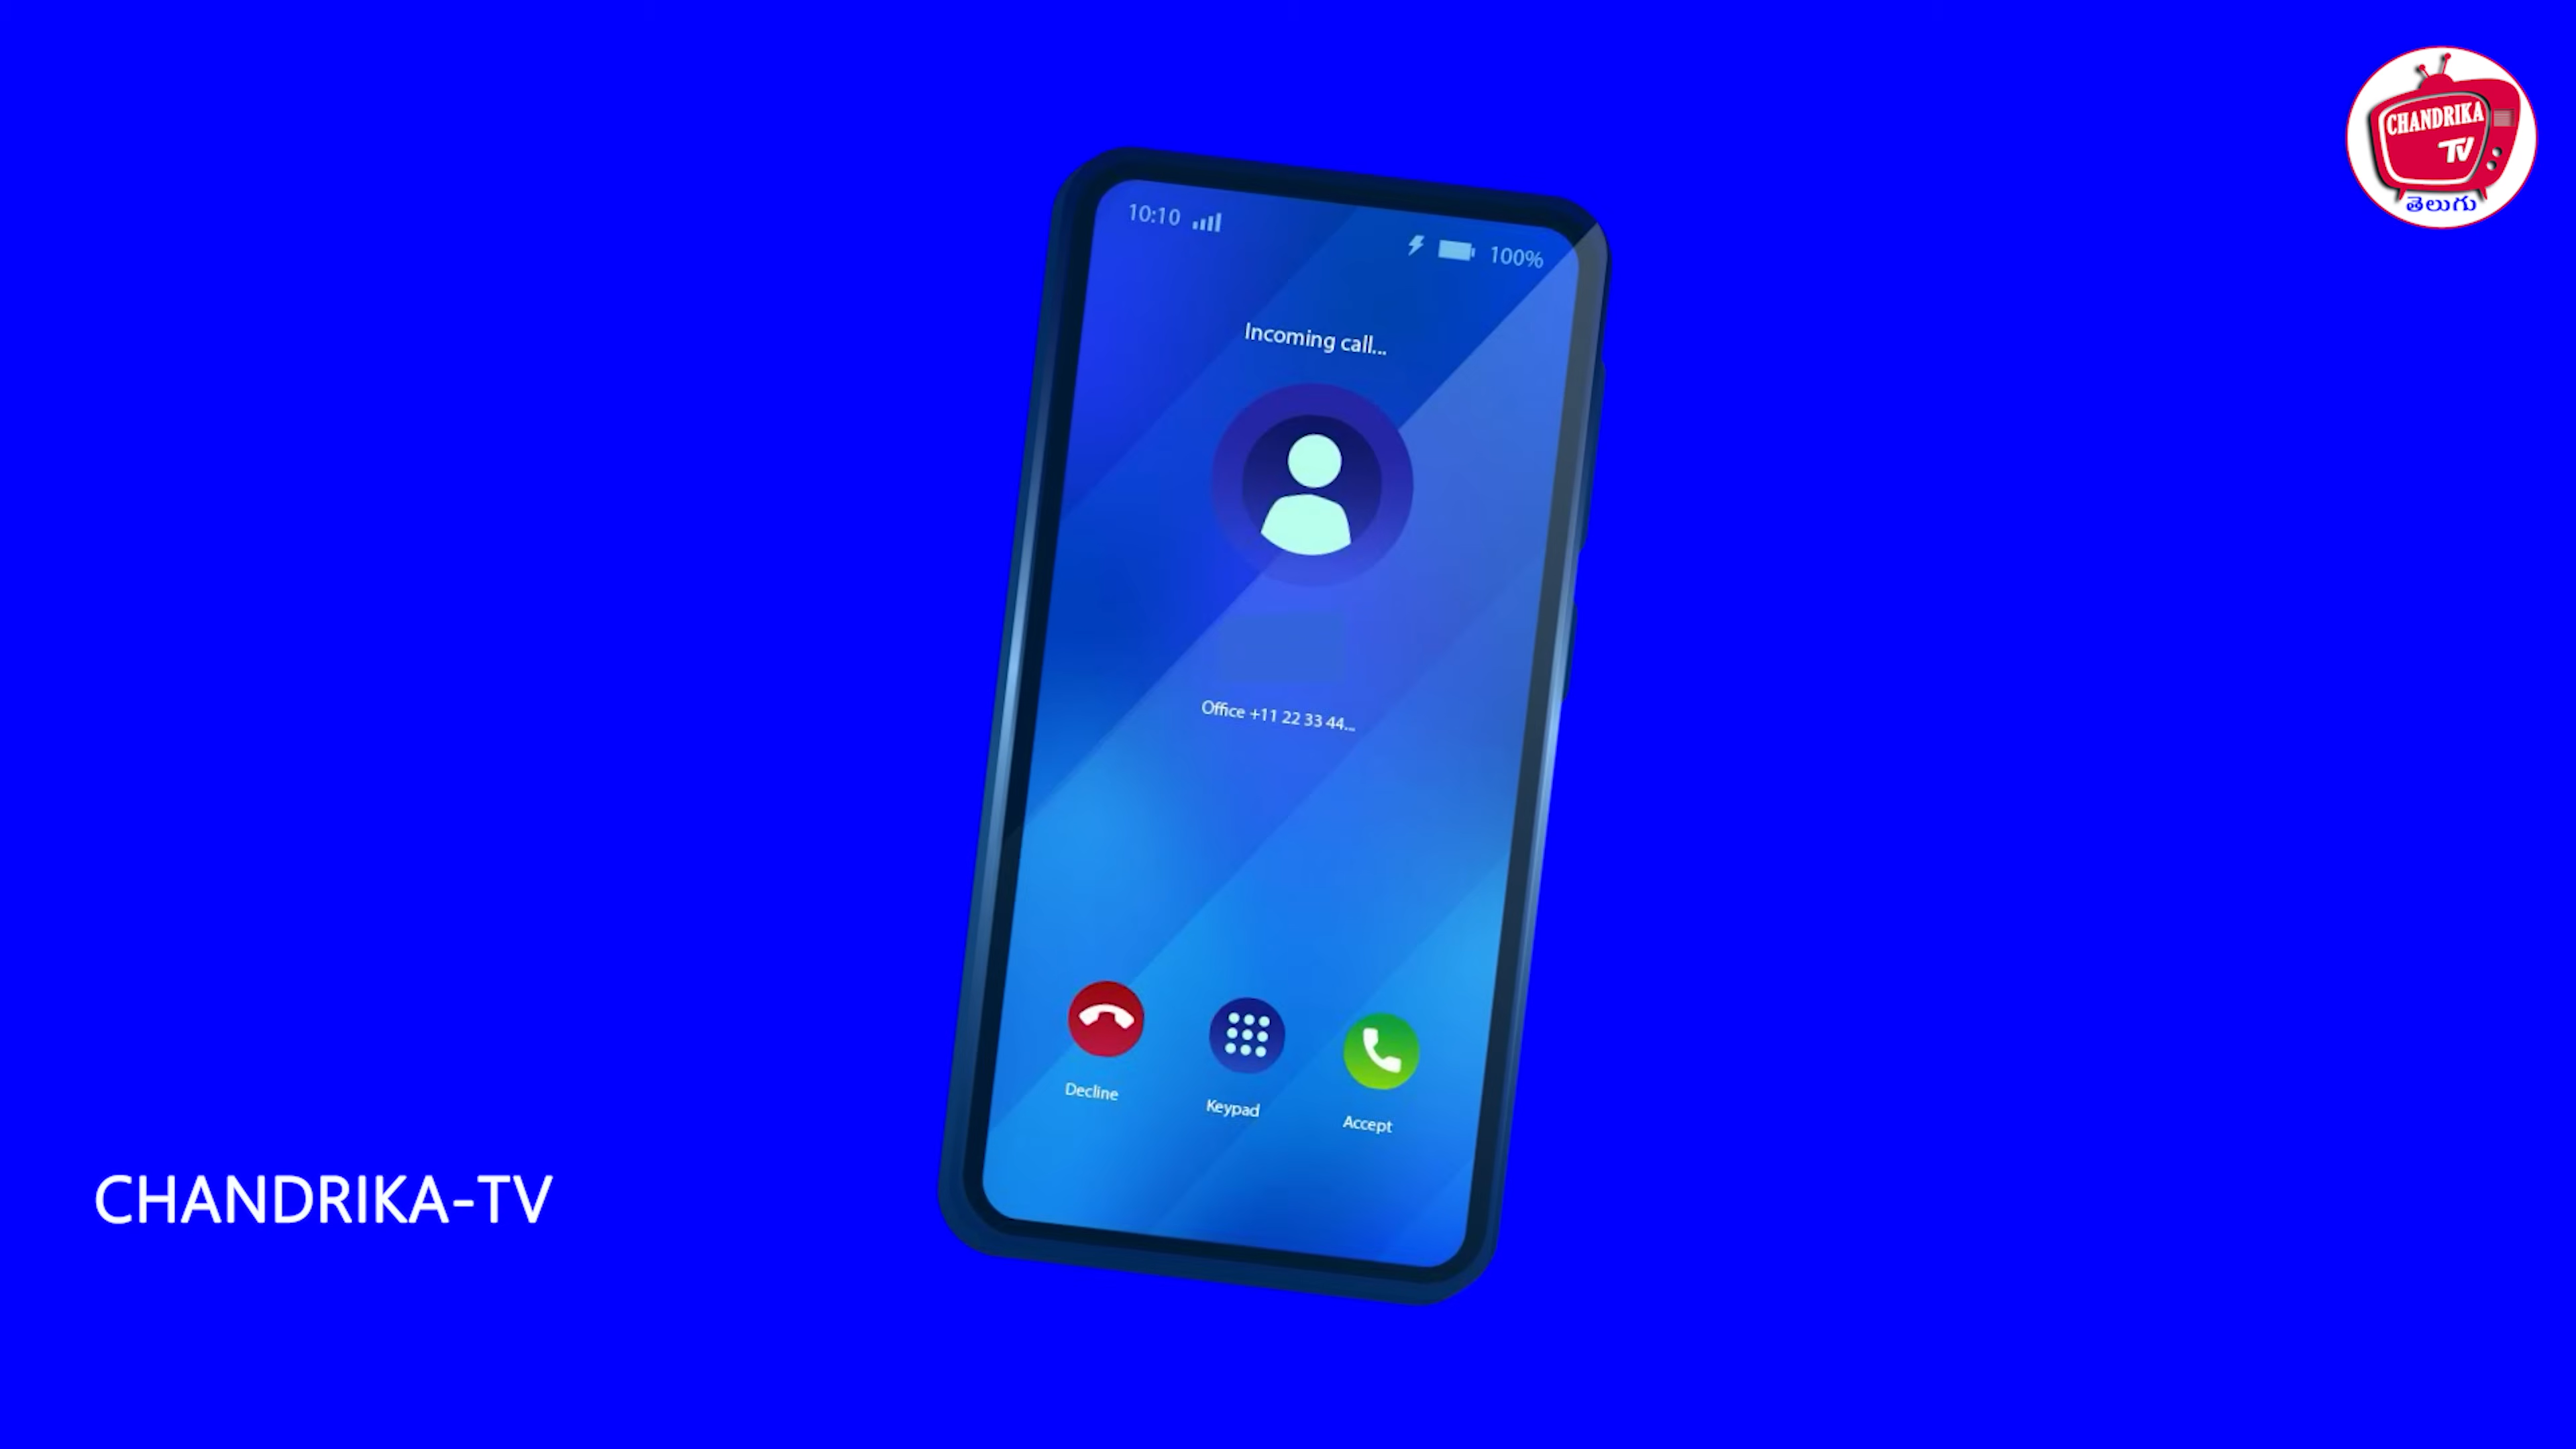 CHANDRIKA
TV
తెలుగు
10:10
100%
Incoming call...
Office +11 22 33 44...
Decline
Keypad
Accept
CHANDRIKA-TV